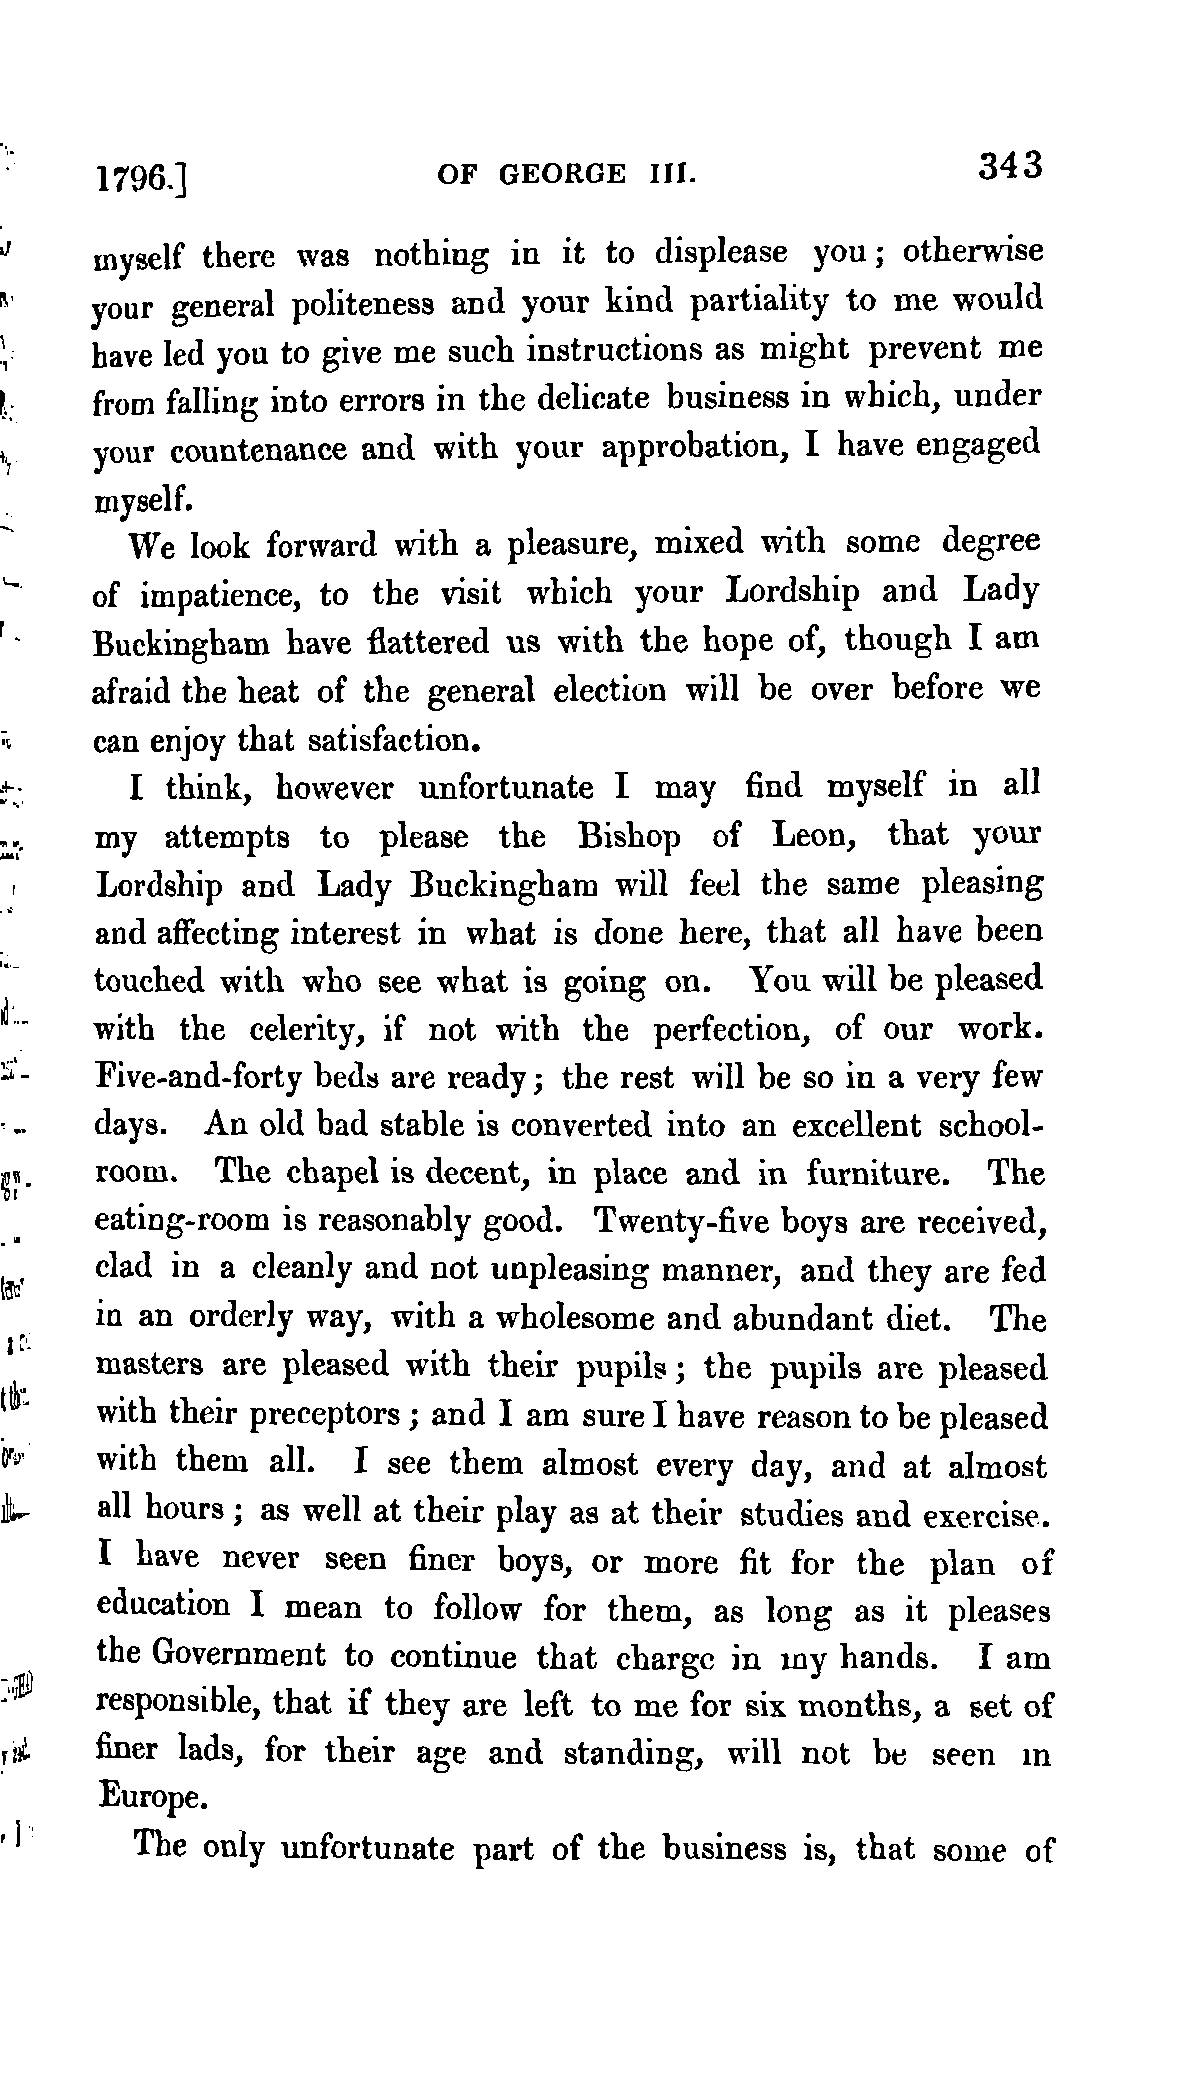 1796.] OF GEORGE III. 343
myself there was nothing in it to displease you; otherwise
your general politeness and your kind partiality to me would
have led you to give me such instructions as might prevent me
from falling into errors in the delicate business in which, under
your countenance and with your approbation, I have engaged
myself.
We look forward with a pleasure, mixed with some degree
of impatience, to the visit which your Lordship and Lady
Buckingham have flattered us with the hope of, though I am
afraid the heat of the general election will be over before we
can enjoy that satisfaction.
I think, however unfortunate I may find myself in all
my attempts to please the Bishop of Leon, that your
Lordship and Lady Buckingham will feel the same pleasing
and affecting interest in what is done here, that all have been
touched with who see what is going on. You will be pleased
with the celerity, if not with the perfection, of our work.
Five-and-forty beds are ready; the rest will be so in a very few
days. An old bad stable is converted into an excellent school-
room. The chapel is decent, in place and in furniture. The
eating-room is reasonably good. Twenty-five boys are received,
clad in a cleanly and not unpleasing manner, and they are fed
in an orderly way, with a wholesome and abundant diet. The
masters are pleased with their pupils; the pupils are pleased
with their preceptors; and I am sure I have reason to be pleased
with them all. I see them almost every day, and at almost
all hours; as well at their play as at their studies and exercise.
I have never seen finer boys, or more fit for the plan of
education I mean to follow for them, as long as it pleases
the Government to continue that charge in my hands. I am
responsible, that if they are left to me for six months, a set of
finer lads, for their age and standing, will not be seen in
Europe.
The only unfortunate part of the business is, that some of